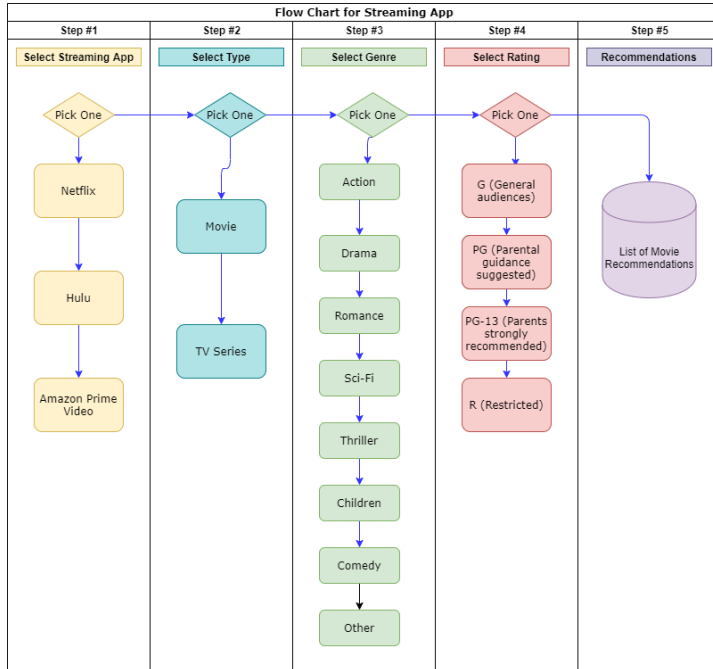 Flow Chart for Streaming App
Step #1
Step #2
Step #3
Step #4
Step #5
Select Streaming App
Select Type
Select Genre
Select Rating
Recommendations
Pick One
Pick One
Pick One
Pick One
Netflix
Hulu
Amazon Prime
Video
Movie
TV Series
Action
Drama
Romance
Sci-Fi
Thriller
Children
Comedy
Other
G (General
audiences)
PG (Parental
guidance
suggested)
PG-13 (Parents
strongly
recommended)
R (Restricted)
List of Movie
Recommendations